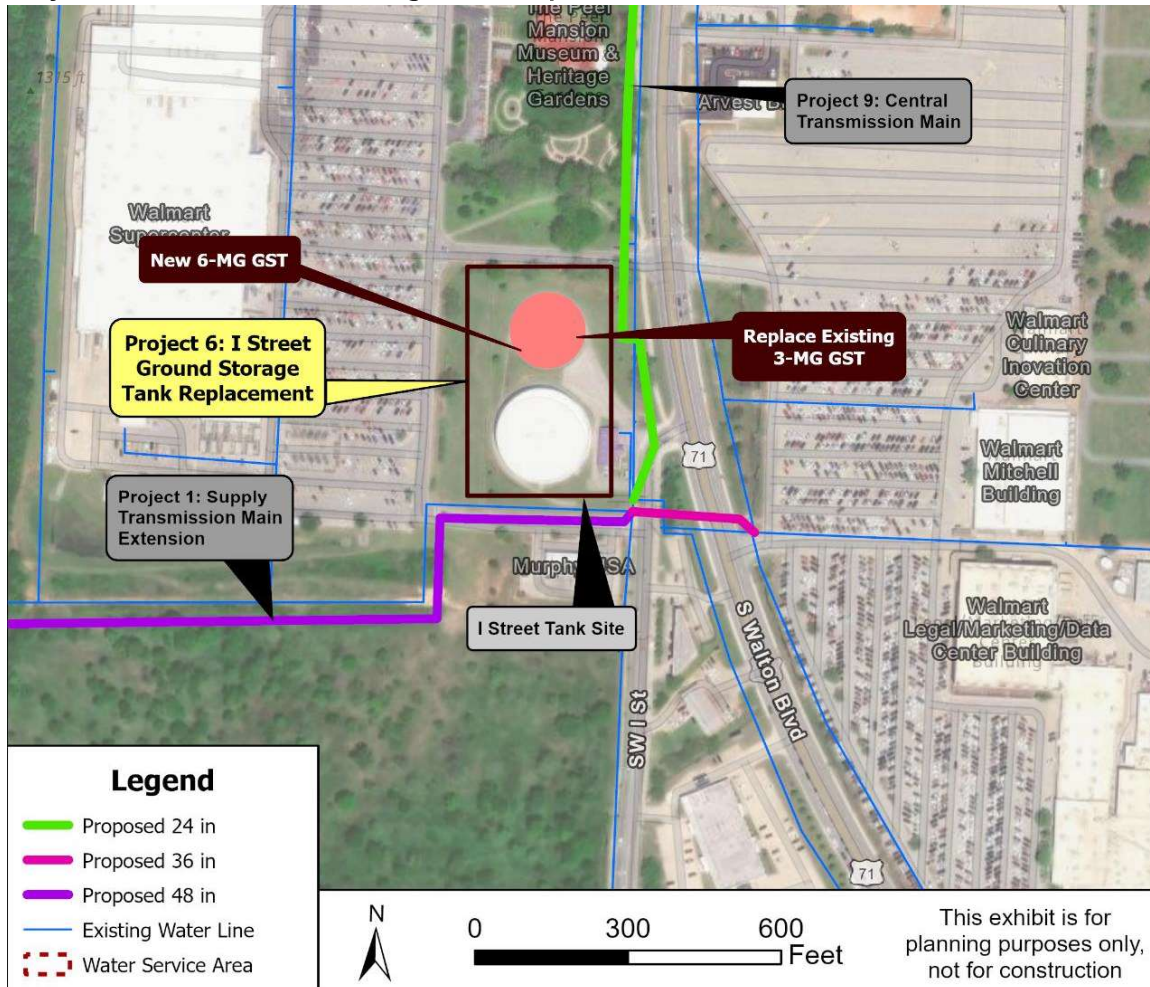 The Peel
Mansion
Museum &
Heritage
Gardens
1315 ft
Project 9: Central
Transmission Main
Walmart
Supercenter
New 6-MG GST
Project 6: I Street
Ground Storage
Tank Replacement
Replace Existing
3-MG GST
Walmart
Culinary
Inovation
Center
71
Walmart
Mitchell
Building
Project 1: Supply
Transmission Main
Extension
I Street Tank Site
Walmart
Legal/Marketing/Data
Center Building
S Walton Blvd
SW I St
71
Legend
Proposed 24 in
Proposed 36 in
Proposed 48 in
Existing Water Line
Water Service Area
N
0 300 600
Feet
This exhibit is for
planning purposes only,
not for construction